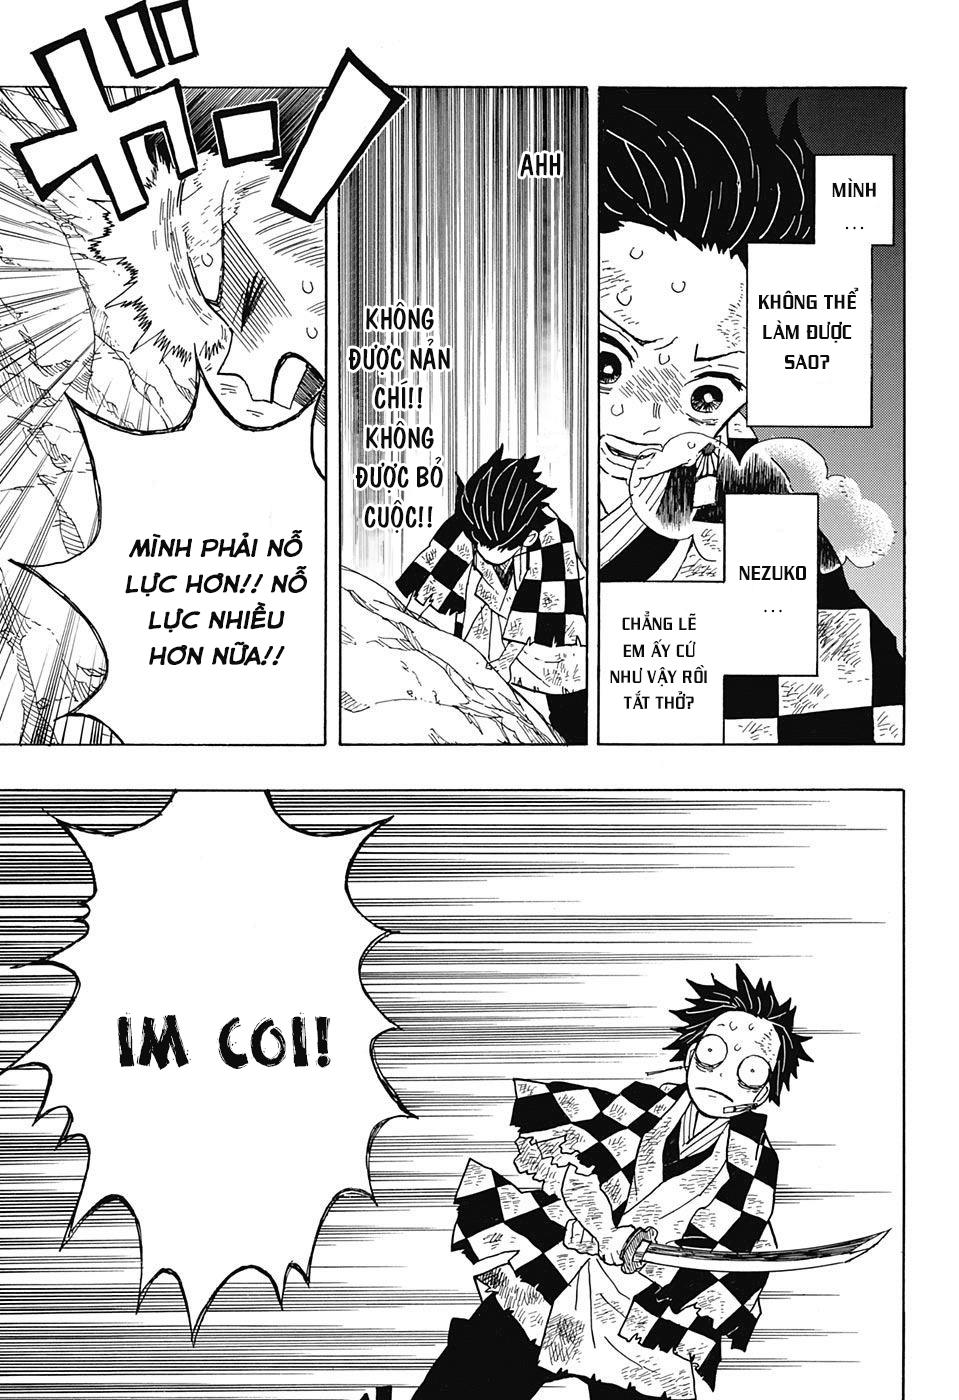 MÌNH
...
KHÔNG THỂ
LÀM ĐƯỢC
SAO?
NEZUKO
...
CHẲNG LẼ
EM ẤY CỨ
NHƯ VẬY RỒI
TẮT THỞ?
AHH
KHÔNG
ĐƯỢC NẢN
CHÍ!!
KHÔNG
ĐƯỢC BỎ
CUỘC!!
ガンッ
MÌNH PHẢI NỖ
LỰC HƠN!! NỖ
LỰC NHIỀU
HƠN NỮA!!
IM COI!